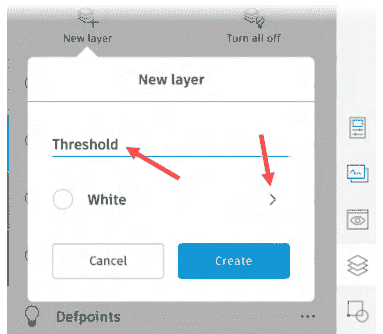 New layer Turn all off
New layer
Threshold
White
Cancel Create
Defpoints